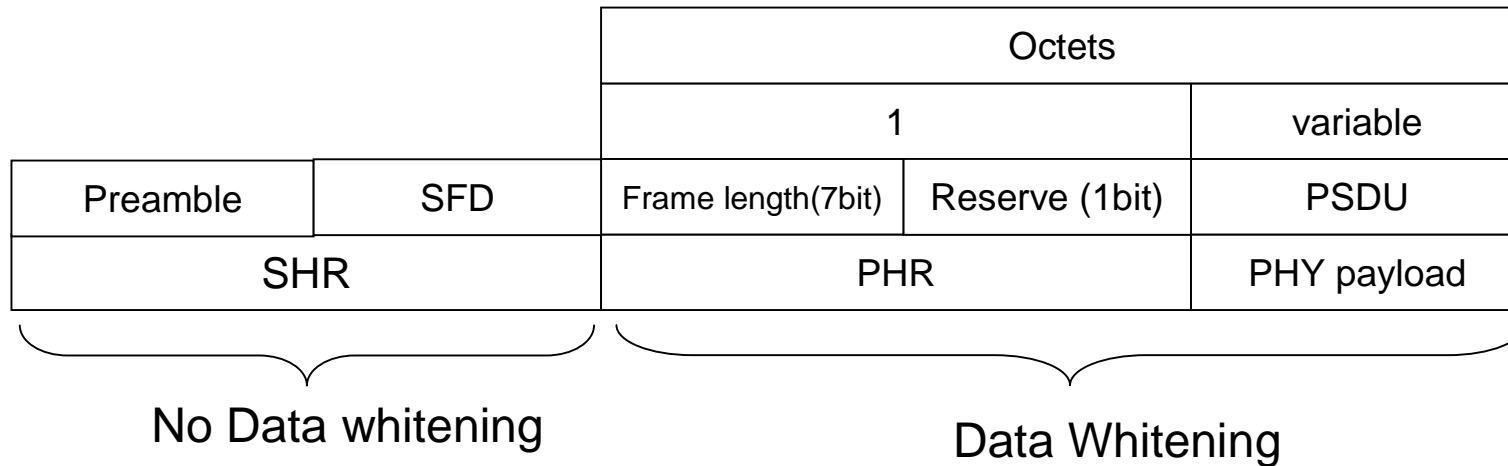 Octets
1 variable
Preamble SFD Frame length(7bit) Reserve (1bit) PSDU
SHR PHR PHY payload
No Data whitening Data Whitening